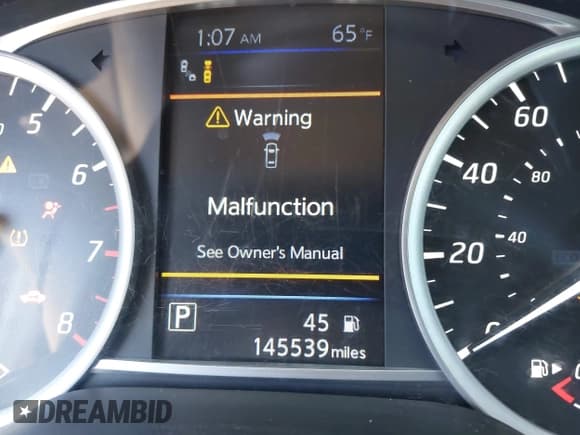 1:07 AM 65°F
Warning
Malfunction
See Owner's Manual
P 45
145539 miles
5
6
7
8
60
80
40
40
20
0
DREAMBID